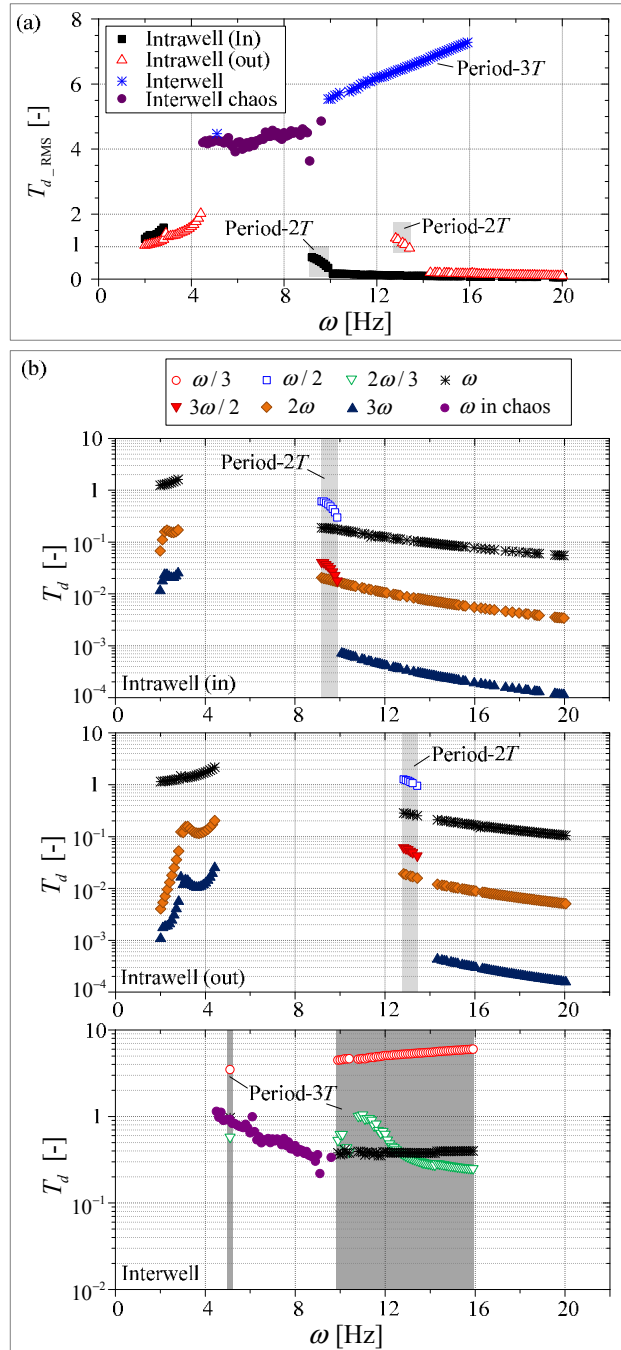 (a)
Intrawell (In)
Intrawell (out)
Interwell
Interwell chaos
Period-3T
Period-2T
Period-2T
T_d_RMS [-]
8
6
4
2
1
0
0 4 8 12 16 20
ω [Hz]
(b)
ω/3 ω/2 2ω/3 ω
3ω/2 2ω 3ω ω in chaos
Period-2T
T_d [-]
10
1
10⁻¹
10⁻²
10⁻³
10⁻⁴
Intrawell (in)
0 4 8 12 16 20
Period-2T
T_d [-]
10
1
10⁻¹
10⁻²
10⁻³
10⁻⁴
Intrawell (out)
0 4 8 12 16 20
Period-3T
T_d [-]
10
1
10⁻¹
10⁻²
Interwell
0 4 8 12 16 20
ω [Hz]